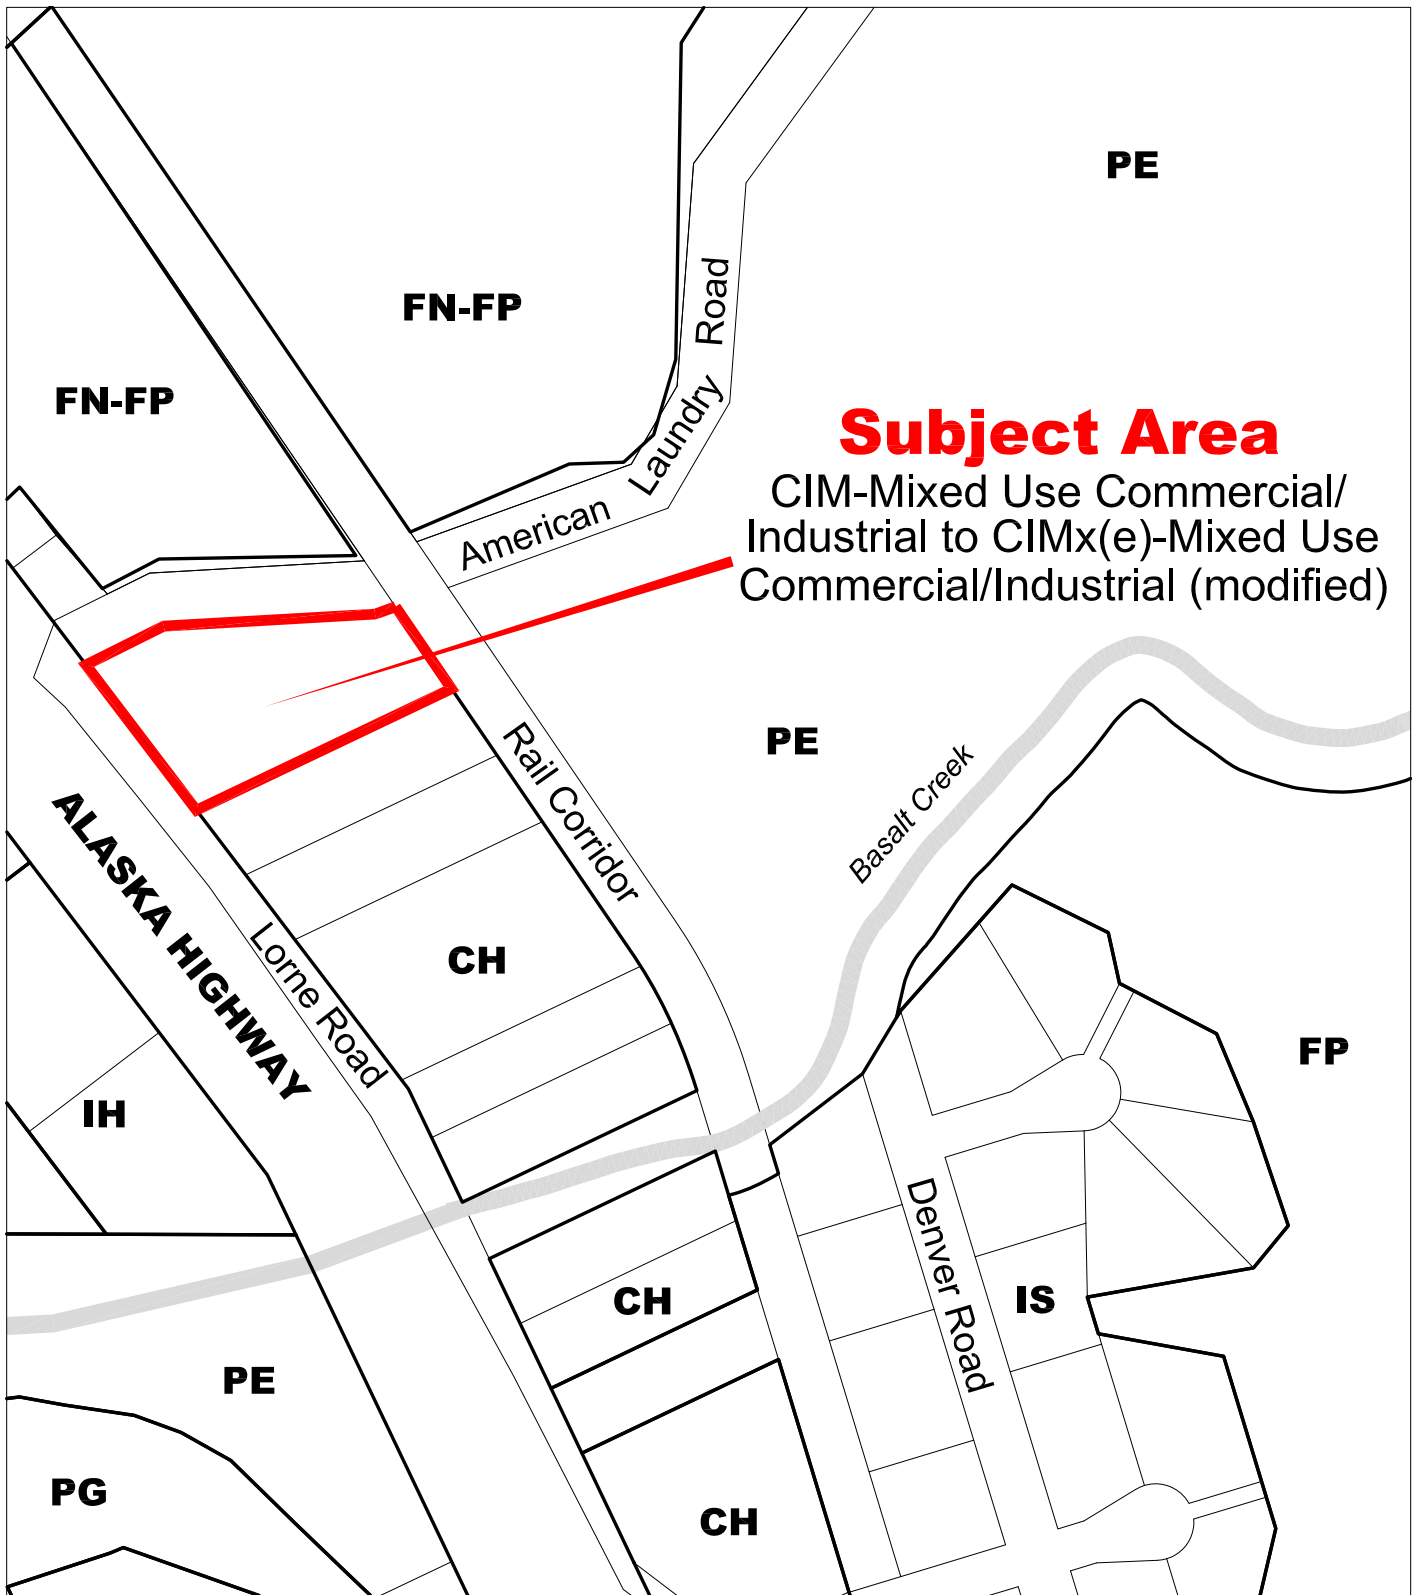 PE
Road
FN-FP
FN-FP
Laundry
Subject Area
CIM-Mixed Use Commercial/
Industrial to CIMx(e)-Mixed Use
Commercial/Industrial (modified)
American
PE
Rail Corridor
Basalt Creek
ALASKA HIGHWAY
Lorne Road
CH
FP
IH
Denver Road
CH
IS
PE
PG
CH